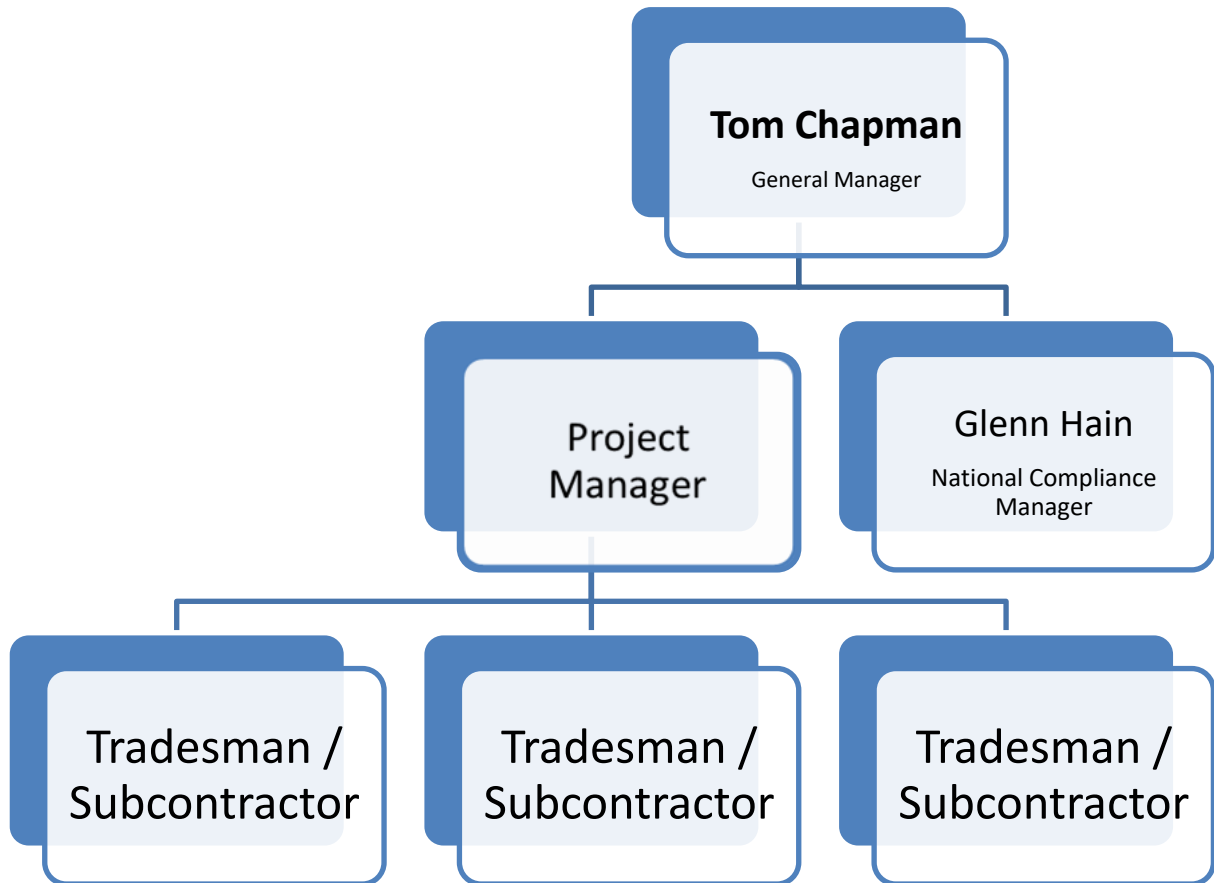 Tom Chapman
General Manager
Project
Manager
Glenn Hain
National Compliance
Manager
Tradesman /
Subcontractor
Tradesman /
Subcontractor
Tradesman /
Subcontractor